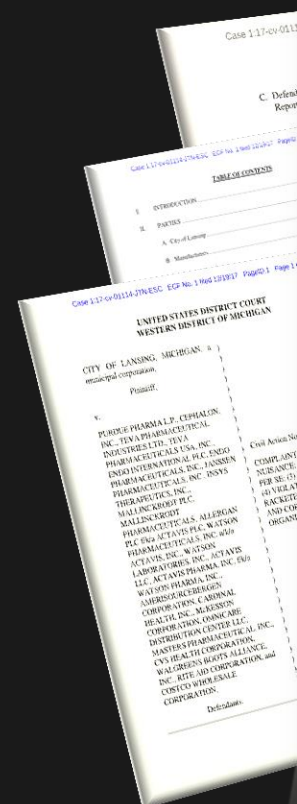 Case 1:17-cv-0111
C. Defend
Repor
Case 1:17-cv-01114-JTN-ESC ECF No. 1 filed 12/19/17 PageID
TABLE OF CONTENTS
I. INTRODUCTION
II. PARTIES
A. City of Lansing
B. Manufacturer
Case 1:17-cv-01114-JTN-ESC ECF No. 1 filed 12/19/17 PageID.1 Page 1
UNITED STATES DISTRICT COURT
WESTERN DISTRICT OF MICHIGAN
CITY OF LANSING, MICHIGAN, a
municipal corporation,
Plaintiff,
v.
PURDUE PHARMA L.P., CEPHALON,
INC., TEVA PHARMACEUTICAL
INDUSTRIES LTD., TEVA
PHARMACEUTICALS USA, INC.,
ENDO INTERNATIONAL PLC, ENDO
PHARMACEUTICALS, INC., JANSSEN
PHARMACEUTICALS, INC., INSYS
THERAPEUTICS, INC.,
MALLINCKRODT PLC,
MALLINCKRODT
PHARMACEUTICALS, ALLERGAN
PLC f/k/a ACTAVIS PLC, WATSON
PHARMACEUTICALS, INC. n/k/a
ACTAVIS, INC., WATSON
LABORATORIES, INC., ACTAVIS
LLC, ACTAVIS PHARMA, INC. f/k/a
WATSON PHARMA, INC.,
AMERISOURCEBERGEN
CORPORATION, CARDINAL
HEALTH, INC., McKESSON
CORPORATION, OMNICARE
DISTRIBUTION CENTER LLC,
MASTERS PHARMACEUTICAL, INC.,
CVS HEALTH CORPORATION,
WALGREENS BOOTS ALLIANCE,
INC., RITE AID CORPORATION, and
COSTCO WHOLESALE
CORPORATION,
Defendants.
Civil Action No
COMPLAINT
NUISANCE;
PER SE; (3)
(4) VIOLAT
RACKETE
AND COR
ORGANI